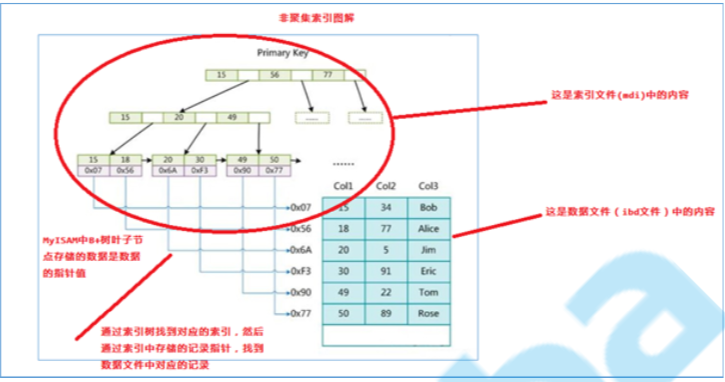 非聚集索引图解
Primary Key
15 56 77
15 20 49
...... ......
这是索引文件(mdi)中的内容
15 18 20 30 49 50
0x07 0x56 0x6A 0xF3 0x90 0x77
......
Col1 Col2 Col3
0x07 15 34 Bob
0x56 18 77 Alice
0x6A 20 5 Jim
0xF3 30 91 Eric
0x90 49 22 Tom
0x77 50 89 Rose
这是数据文件（ibd文件）中的内容
MyISAM中B+树叶子节
点存储的数据是数据
的指针值
通过索引树找到对应的索引，然后
通过索引中存储的记录指针，找到
数据文件中对应的记录